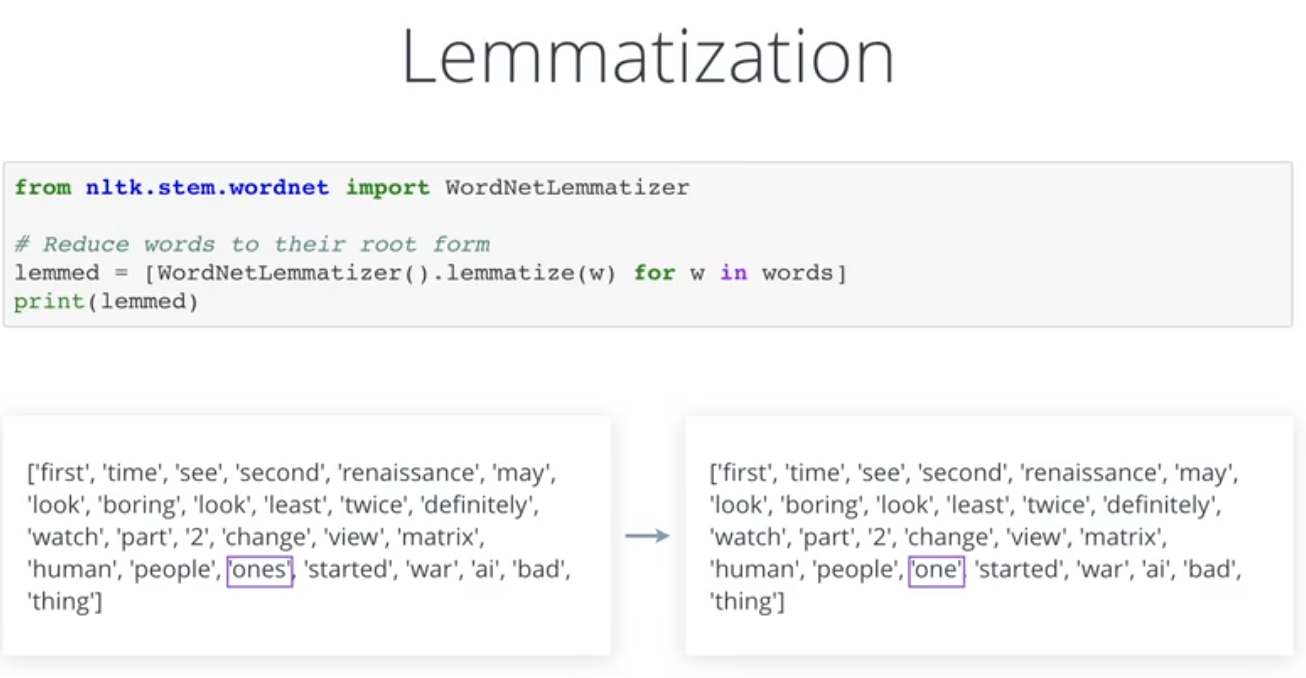 Lemmatization
from nltk.stem.wordnet import WordNetLemmatizer
# Reduce words to their root form
lemmed = [WordNetLemmatizer().lemmatize(w) for w in words]
print(lemmed)
['first', 'time', 'see', 'second', 'renaissance', 'may',
'look', 'boring', 'look', 'least', 'twice', 'definitely',
'watch', 'part', '2', 'change', 'view', 'matrix',
'human', 'people', 'ones', 'started', 'war', 'ai', 'bad',
'thing']
['first', 'time', 'see', 'second', 'renaissance', 'may',
'look', 'boring', 'look', 'least', 'twice', 'definitely',
'watch', 'part', '2', 'change', 'view', 'matrix',
'human', 'people', 'one', 'started', 'war', 'ai', 'bad',
'thing']